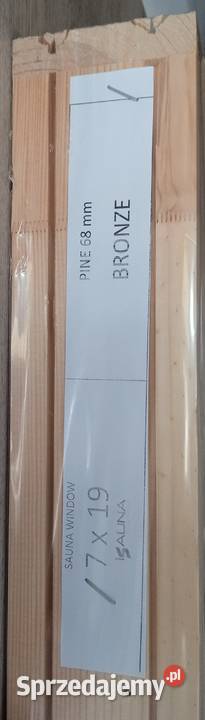 SAUNA WINDOW
7 x 19
ISAUNA
PINE 68 mm
BRONZE
Sprzedajemy.pl